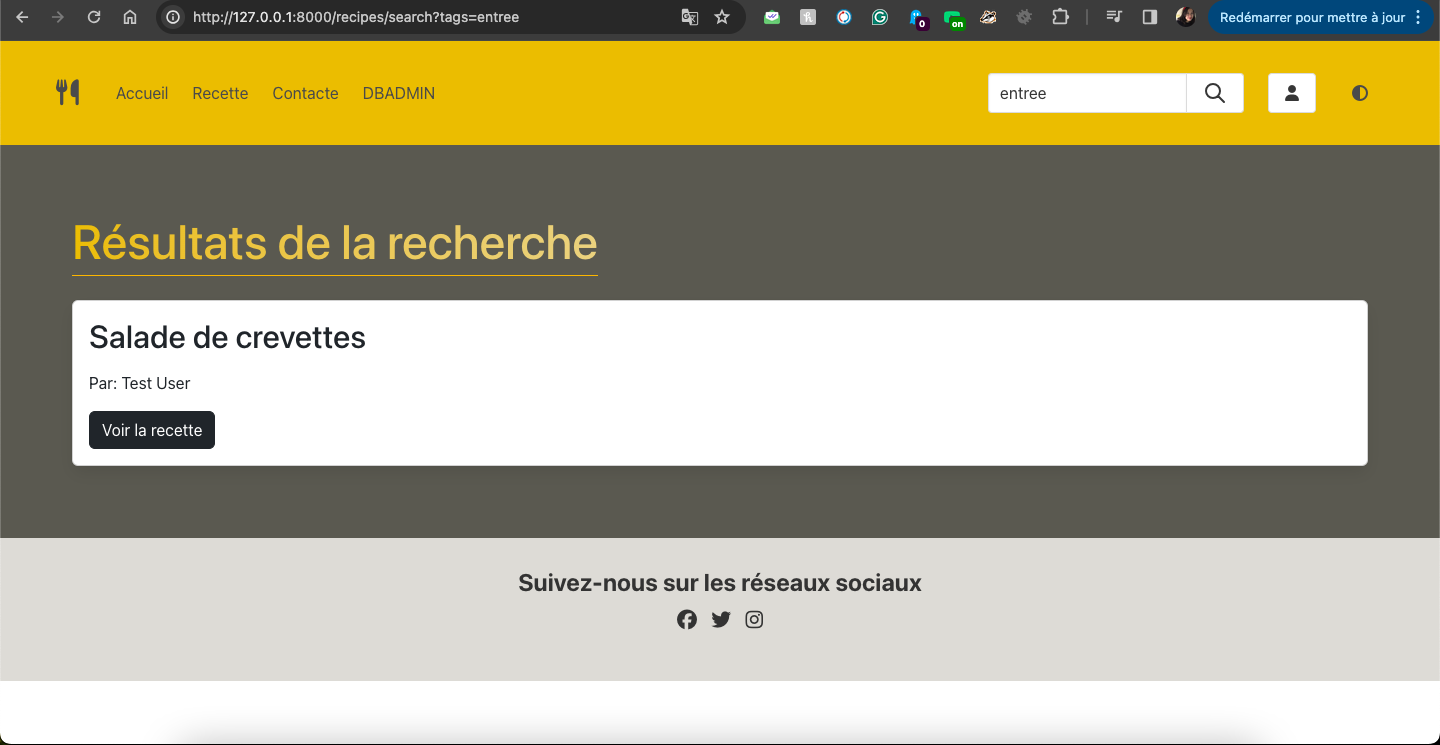 http://127.0.0.1:8000/recipes/search?tags=entree
0
on
Redémarrer pour mettre à jour
Accueil Recette Contacte DBADMIN
entree
Résultats de la recherche
Salade de crevettes
Par: Test User
Voir la recette
Suivez-nous sur les réseaux sociaux